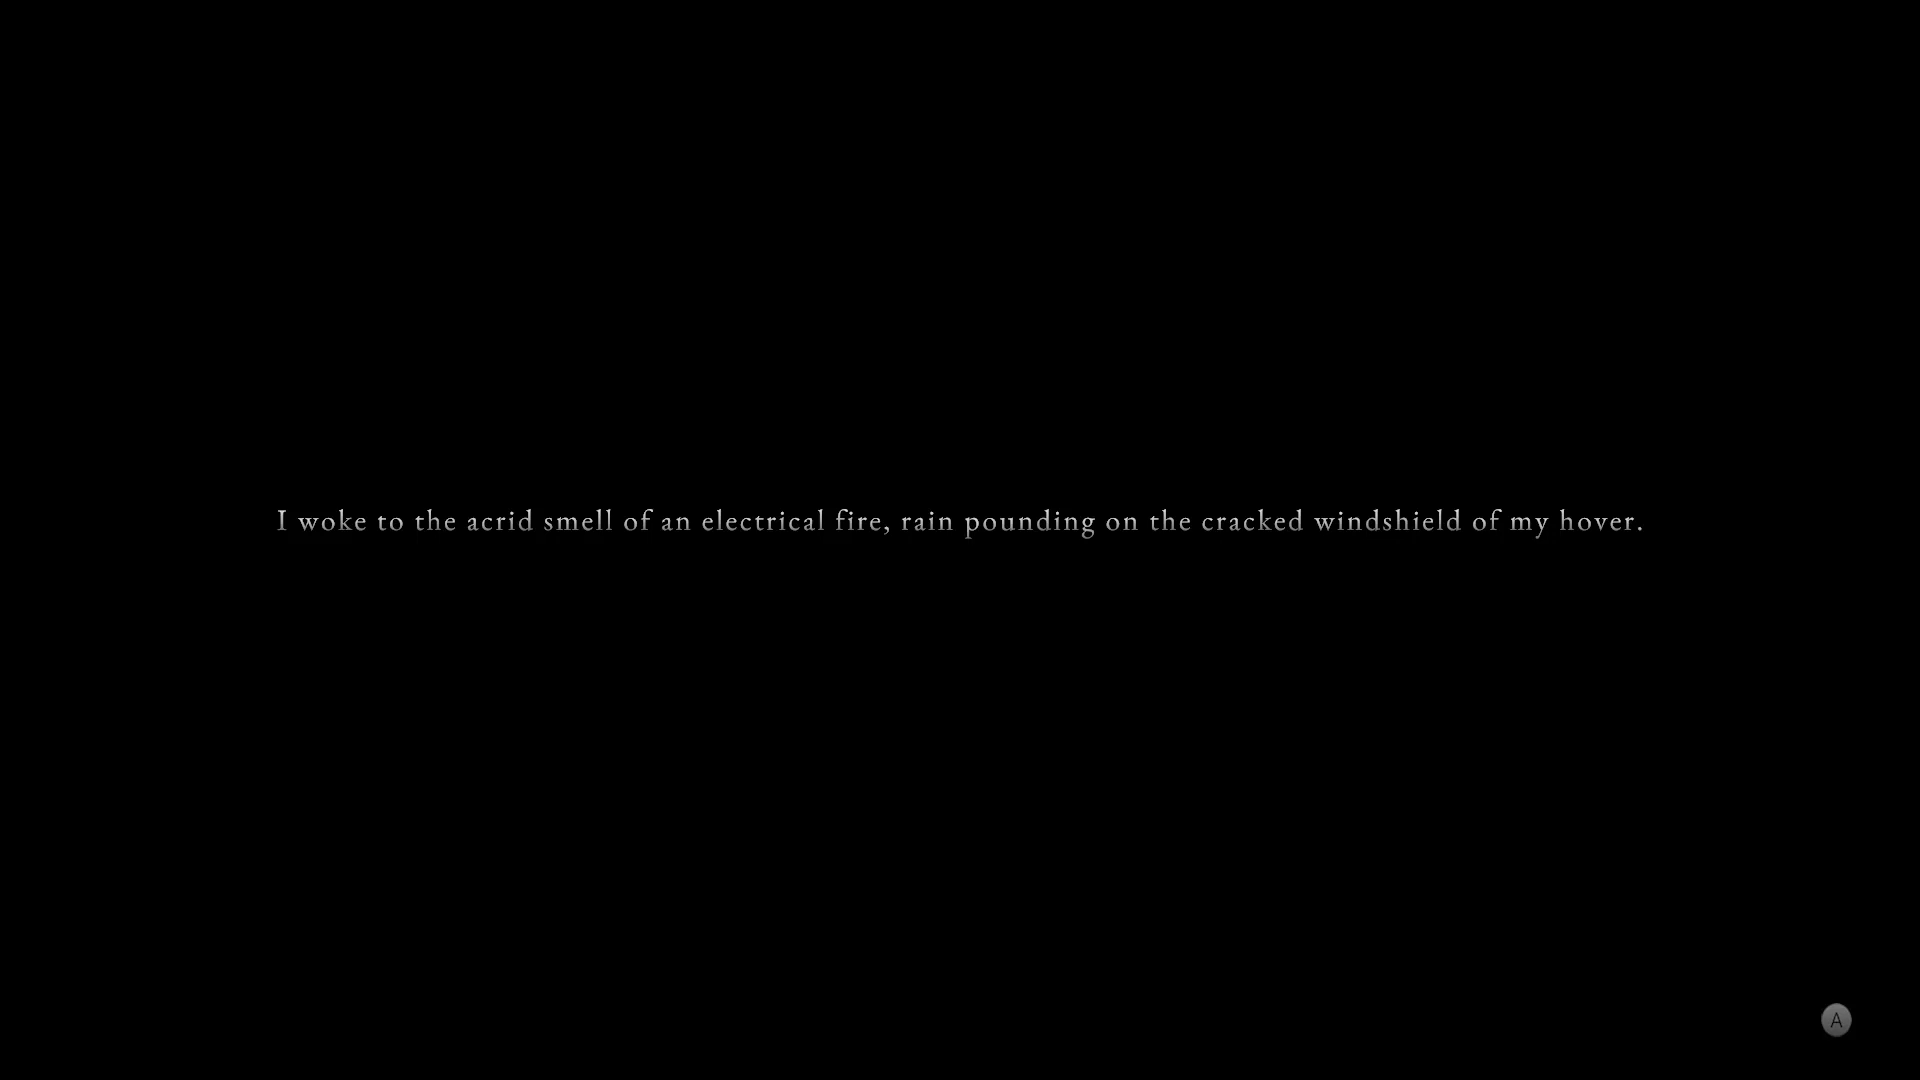 I woke to the acrid smell of an electrical fire, rain pounding on the cracked windshield of my hover.
A